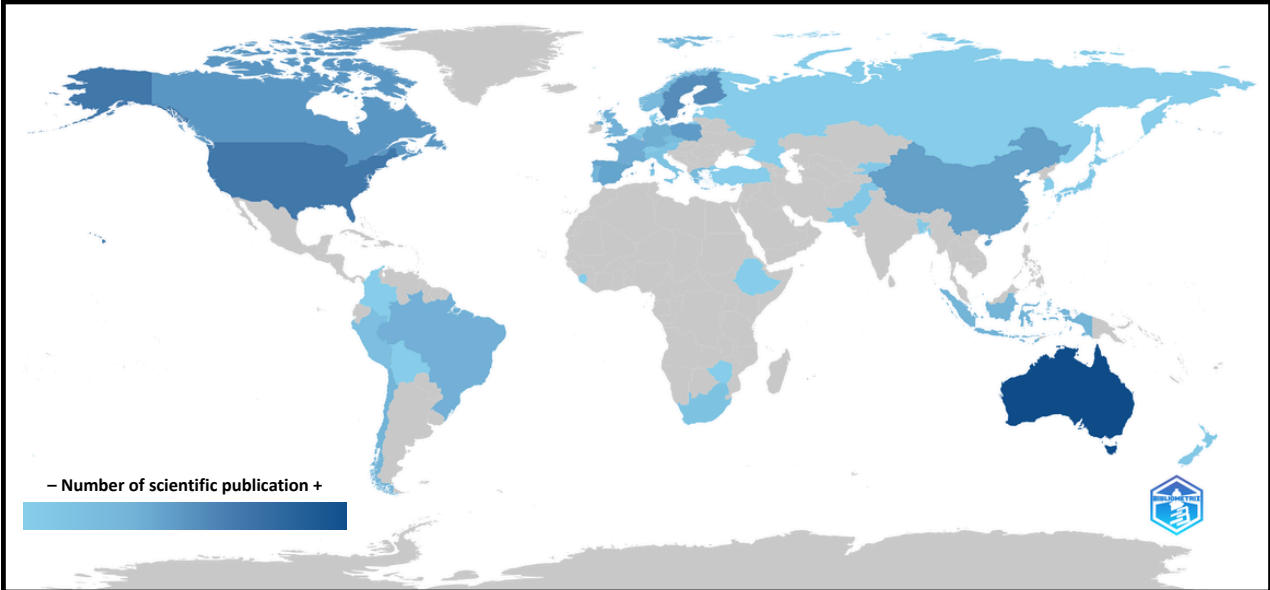 – Number of scientific publication +
BIBLIOMETRIX